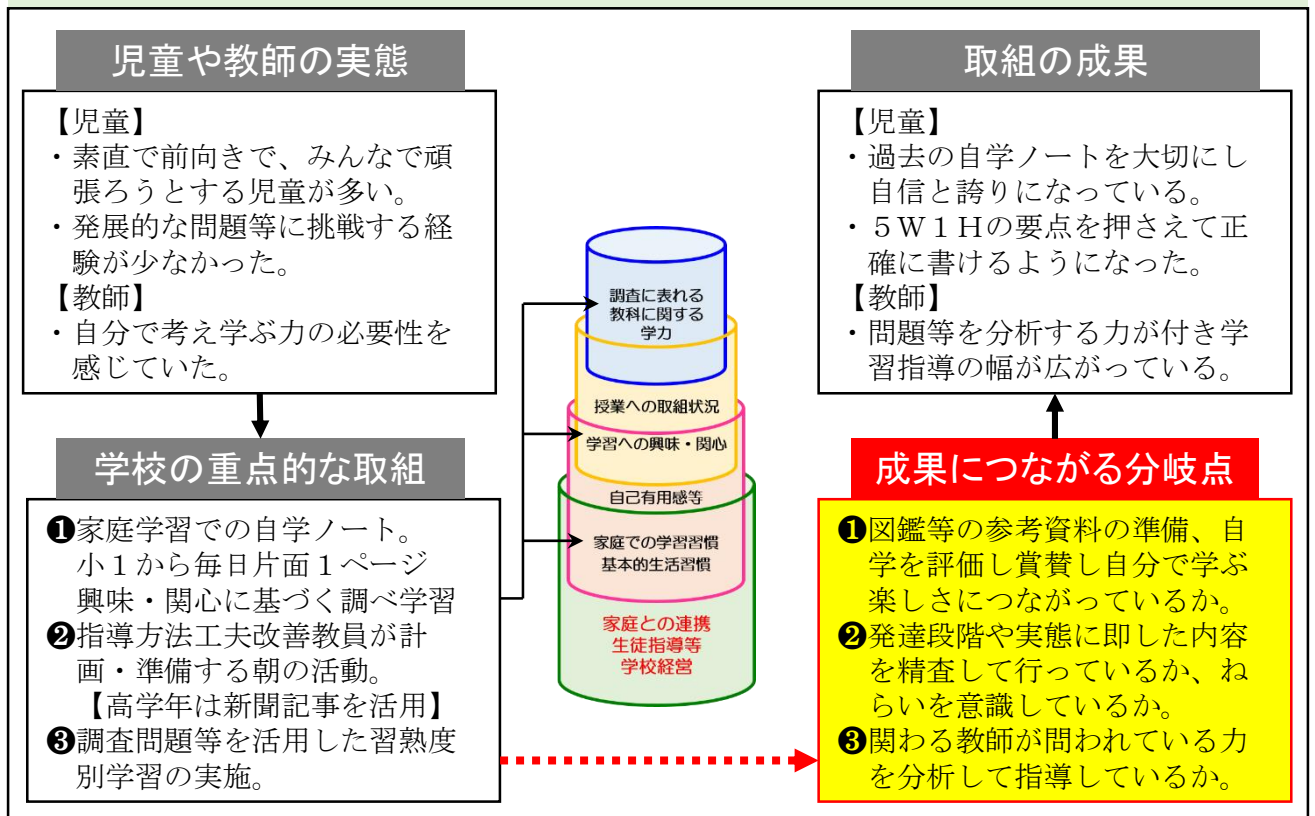 児童や教師の実態
【児童】
・素直で前向きで、みんなで頑
張ろうとする児童が多い。
・発展的な問題等に挑戦する経
験が少なかった。
【教師】
・自分で考え学ぶ力の必要性を
感じていた。
学校の重点的な取組
❶家庭学習での自学ノート。
小１から毎日片面１ページ
興味・関心に基づく調べ学習
❷指導方法工夫改善教員が計
画・準備する朝の活動。
【高学年は新聞記事を活用】
❸調査問題等を活用した習熟度
別学習の実施。
調査に表れる
教科に関する
学力
授業への取組状況
学習への興味・関心
自己有用感等
家庭での学習習慣
基本的生活習慣
家庭との連携
生徒指導等
学校経営
取組の成果
【児童】
・過去の自学ノートを大切にし
自信と誇りになっている。
・５Ｗ１Ｈの要点を押さえて正
確に書けるようになった。
【教師】
・問題等を分析する力が付き学
習指導の幅が広がっている。
成果につながる分岐点
❶図鑑等の参考資料の準備、自
学を評価し賞賛し自分で学ぶ
楽しさにつながっているか。
❷発達段階や実態に即した内容
を精査して行っているか、ね
らいを意識しているか。
❸関わる教師が問われている力
を分析して指導しているか。